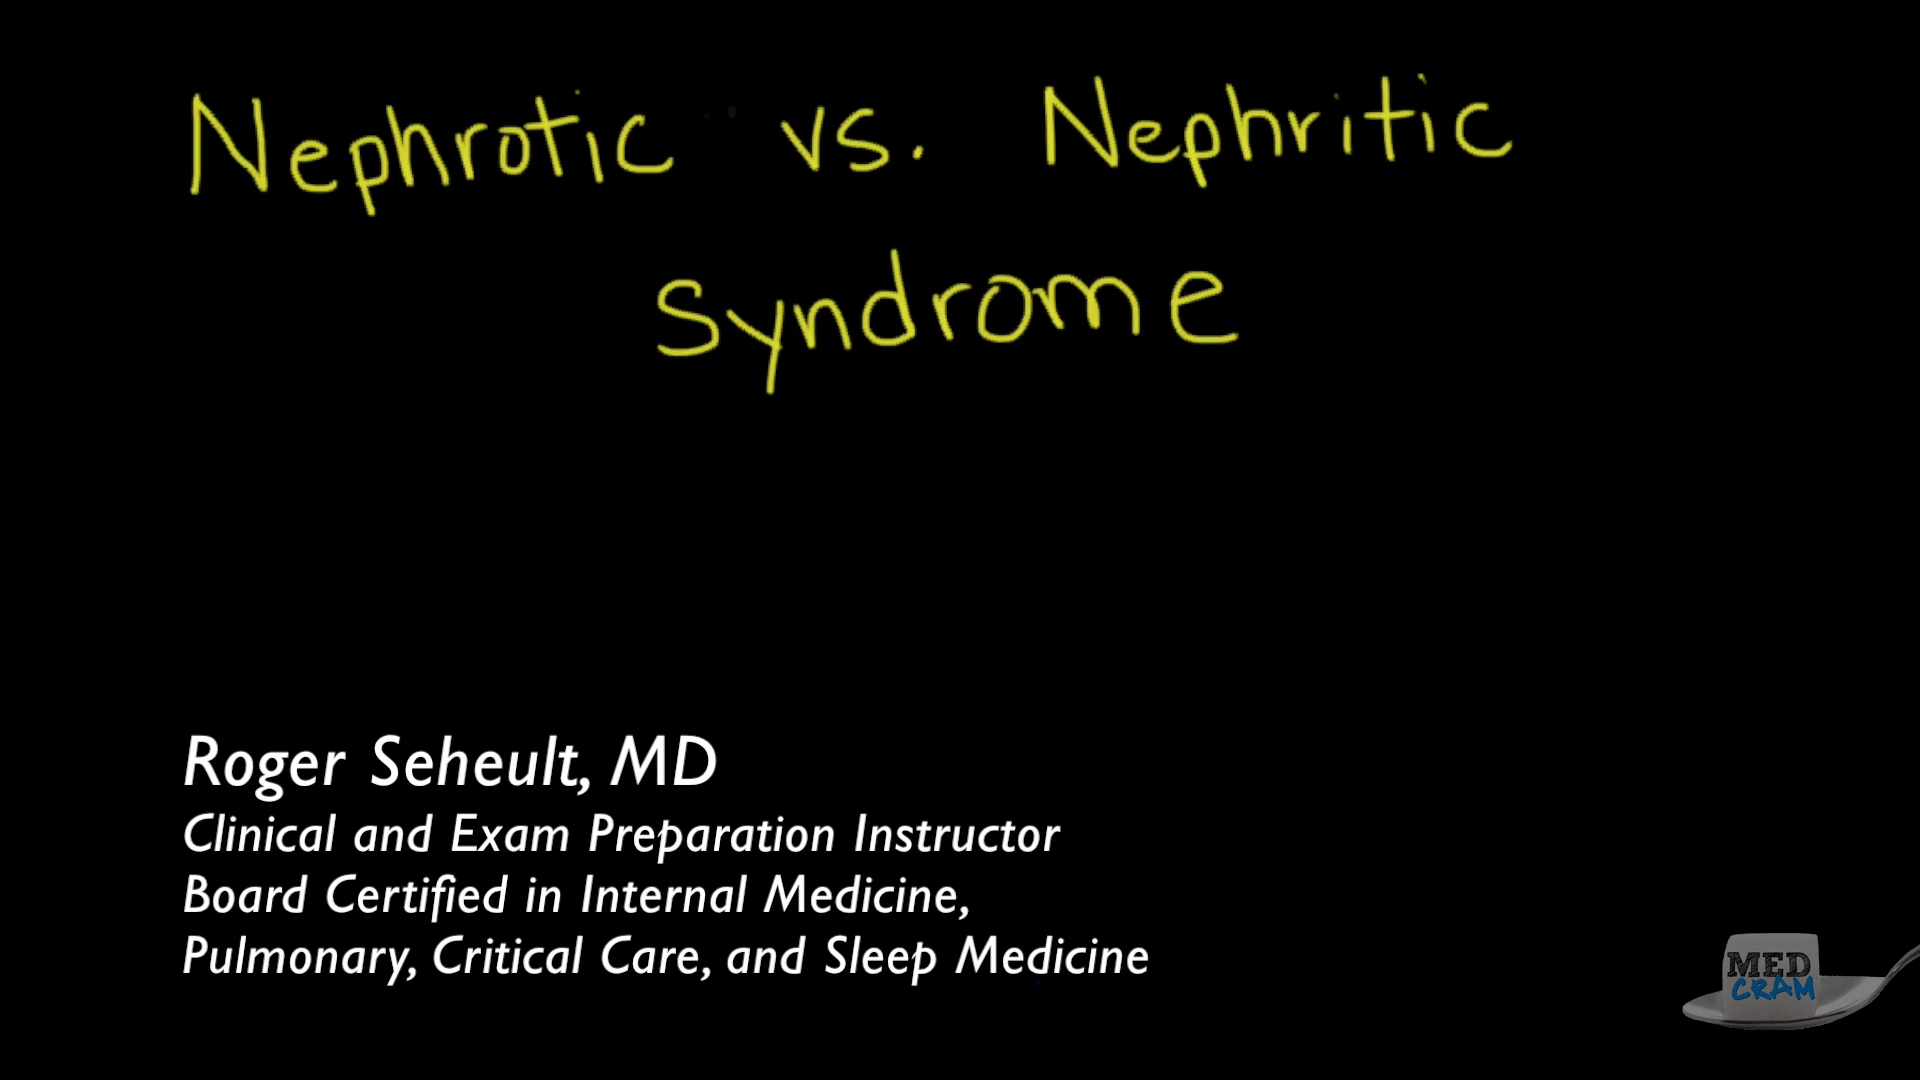 Nephrotic vs. Nephritic
Syndrome
Roger Seheult, MD
Clinical and Exam Preparation Instructor
Board Certified in Internal Medicine,
Pulmonary, Critical Care, and Sleep Medicine
MED
CRAM